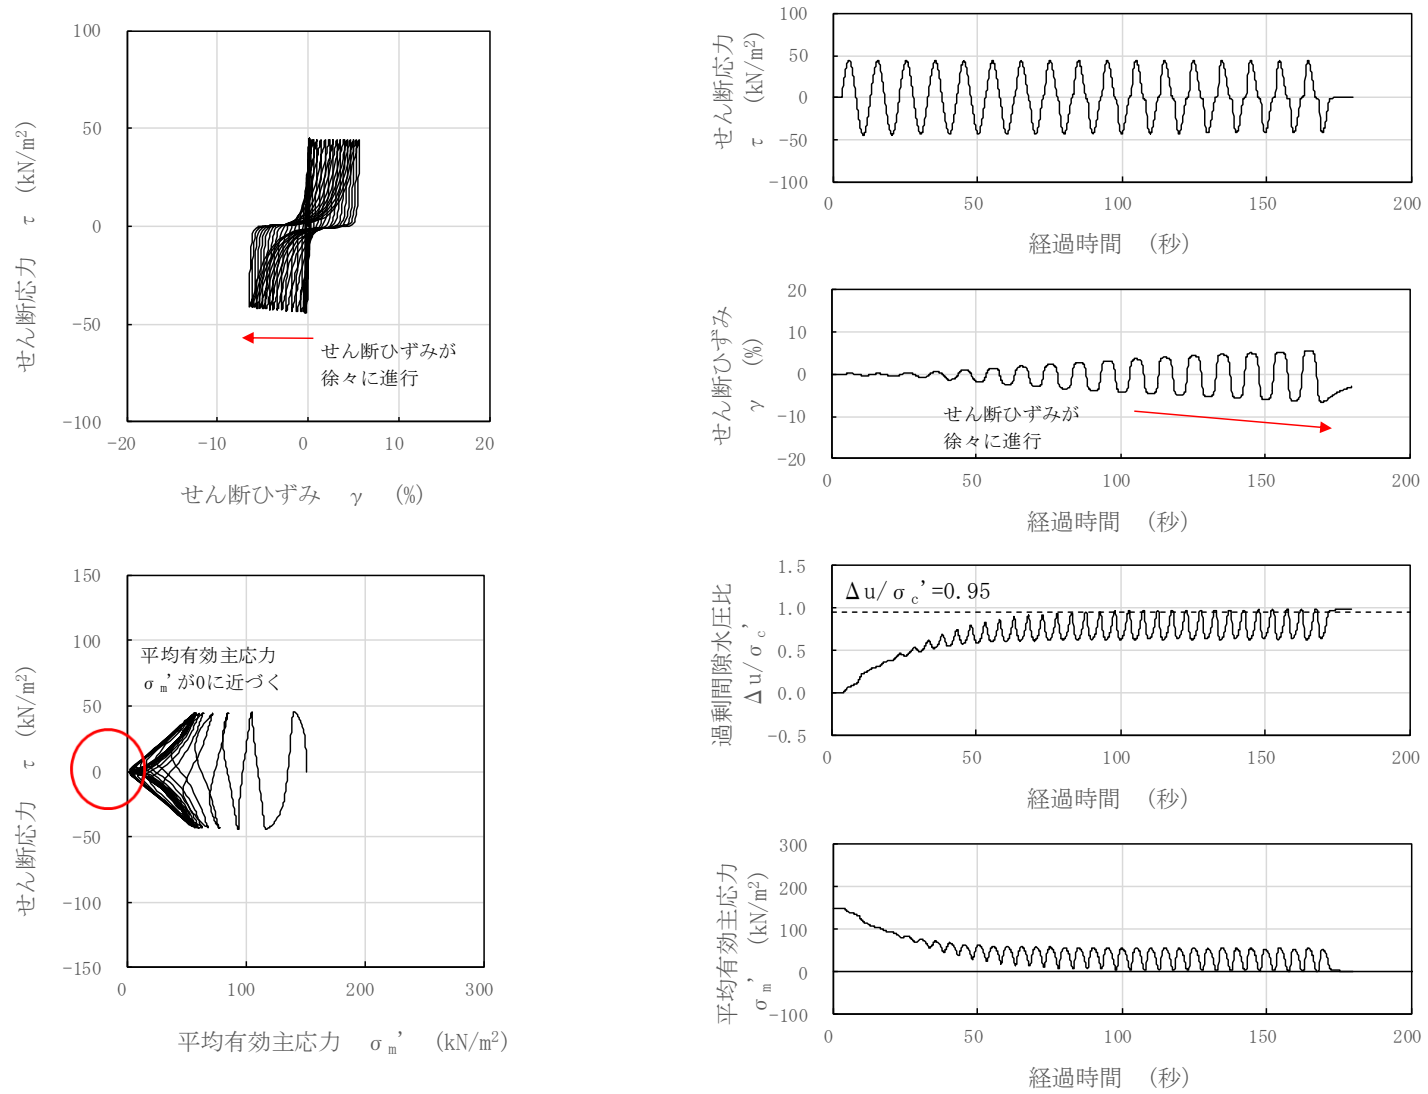 100
50
0
-50
-100
-20
-10
0
10
20
せん断応力 τ (kN/m²)
せん断ひずみ γ (%)
せん断ひずみが
徐々に進行
100
50
0
-50
-100
0
50
100
150
200
せん断応力
τ (kN/m²)
経過時間 (秒)
20
10
0
-10
-20
0
50
100
150
200
せん断ひずみ
γ (%)
せん断ひずみが
徐々に進行
経過時間 (秒)
150
100
50
0
-50
-100
-150
0
100
200
300
せん断応力 τ (kN/m²)
平均有効主応力
σm'が0に近づく
平均有効主応力 σm' (kN/m²)
1.5
1.0
0.5
0.0
-0.5
0
50
100
150
200
過剰間隙水圧比
Δu/σc'
Δu/σc'=0.95
経過時間 (秒)
300
200
100
0
-100
0
50
100
150
200
平均有効主応力
σm' (kN/m²)
経過時間 (秒)